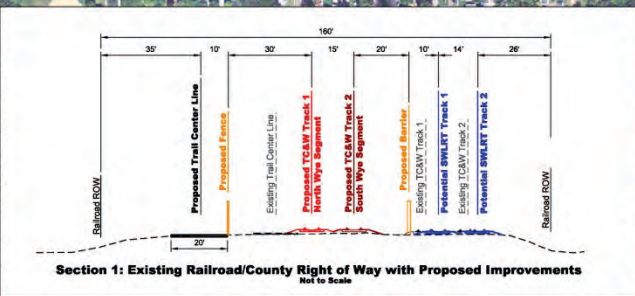 160'
35' 10' 30' 15' 20' 10' 14' 26'
Railroad ROW
Proposed Trail Center Line
Proposed Fence
Existing Trail Center Line
Proposed TC&W Track 1
North Wye Segment
Proposed TC&W Track 2
South Wye Segment
Proposed Barrier
Existing TC&W Track 1
Potential SWLRT Track 1
Existing TC&W Track 2
Potential SWLRT Track 2
Railroad ROW
20'
Section 1: Existing Railroad/County Right of Way with Proposed Improvements
Not to Scale